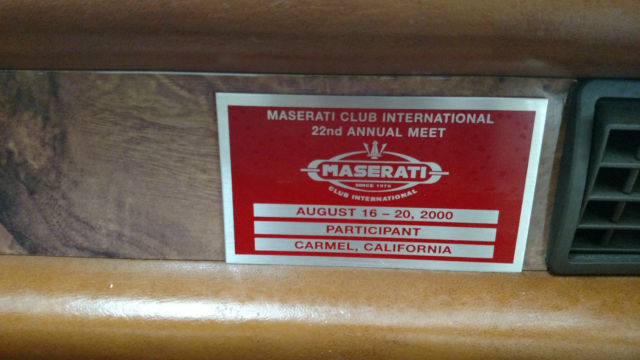 MASERATI CLUB INTERNATIONAL
22nd ANNUAL MEET
MASERATI
SINCE 1976
CLUB INTERNATIONAL
AUGUST 16 – 20, 2000
PARTICIPANT
CARMEL, CALIFORNIA